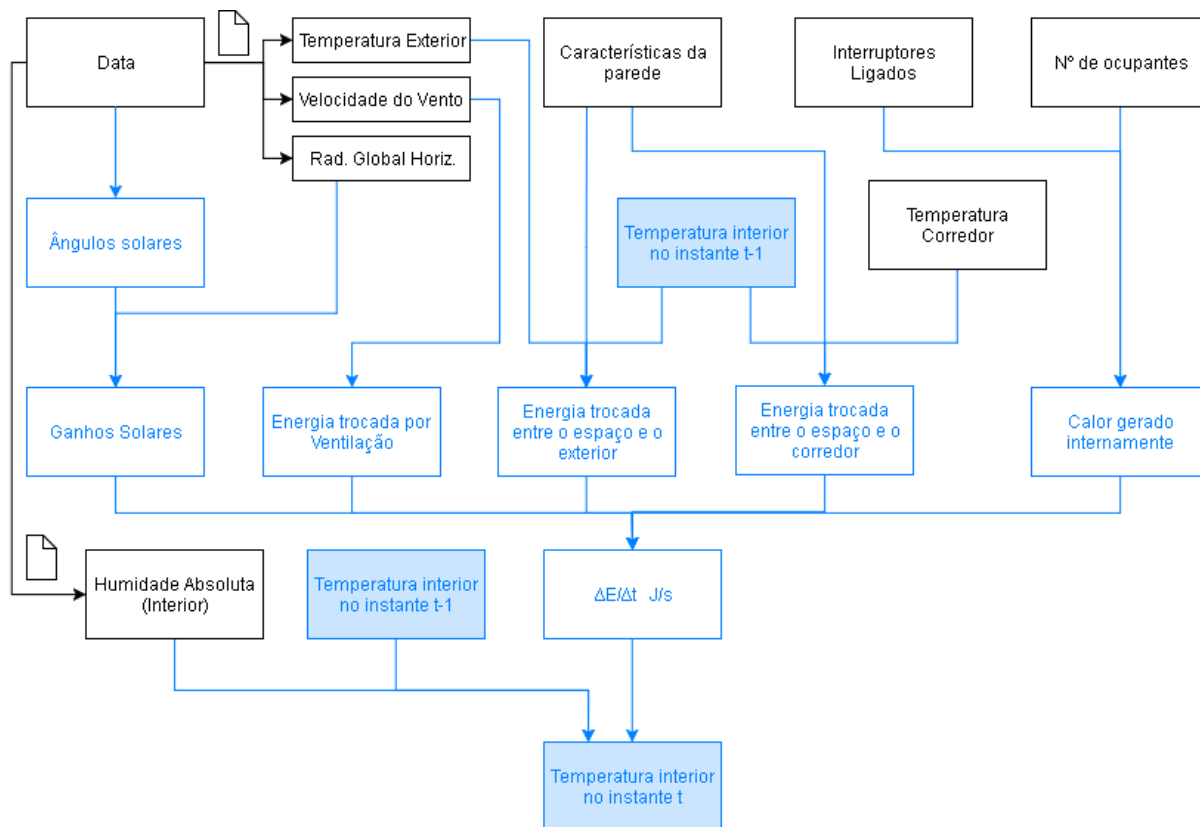 Data
Temperatura Exterior
Velocidade do Vento
Rad. Global Horiz.
Características da
parede
Interruptores
Ligados
Nº de ocupantes
Ângulos solares
Temperatura interior
no instante t-1
Temperatura
Corredor
Ganhos Solares
Energia trocada por
Ventilação
Energia trocada
entre o espaço e o
exterior
Energia trocada
entre o espaço e o
corredor
Calor gerado
internamente
Humidade Absoluta
(Interior)
Temperatura interior
no instante t-1
ΔE/Δt J/s
Temperatura interior
no instante t